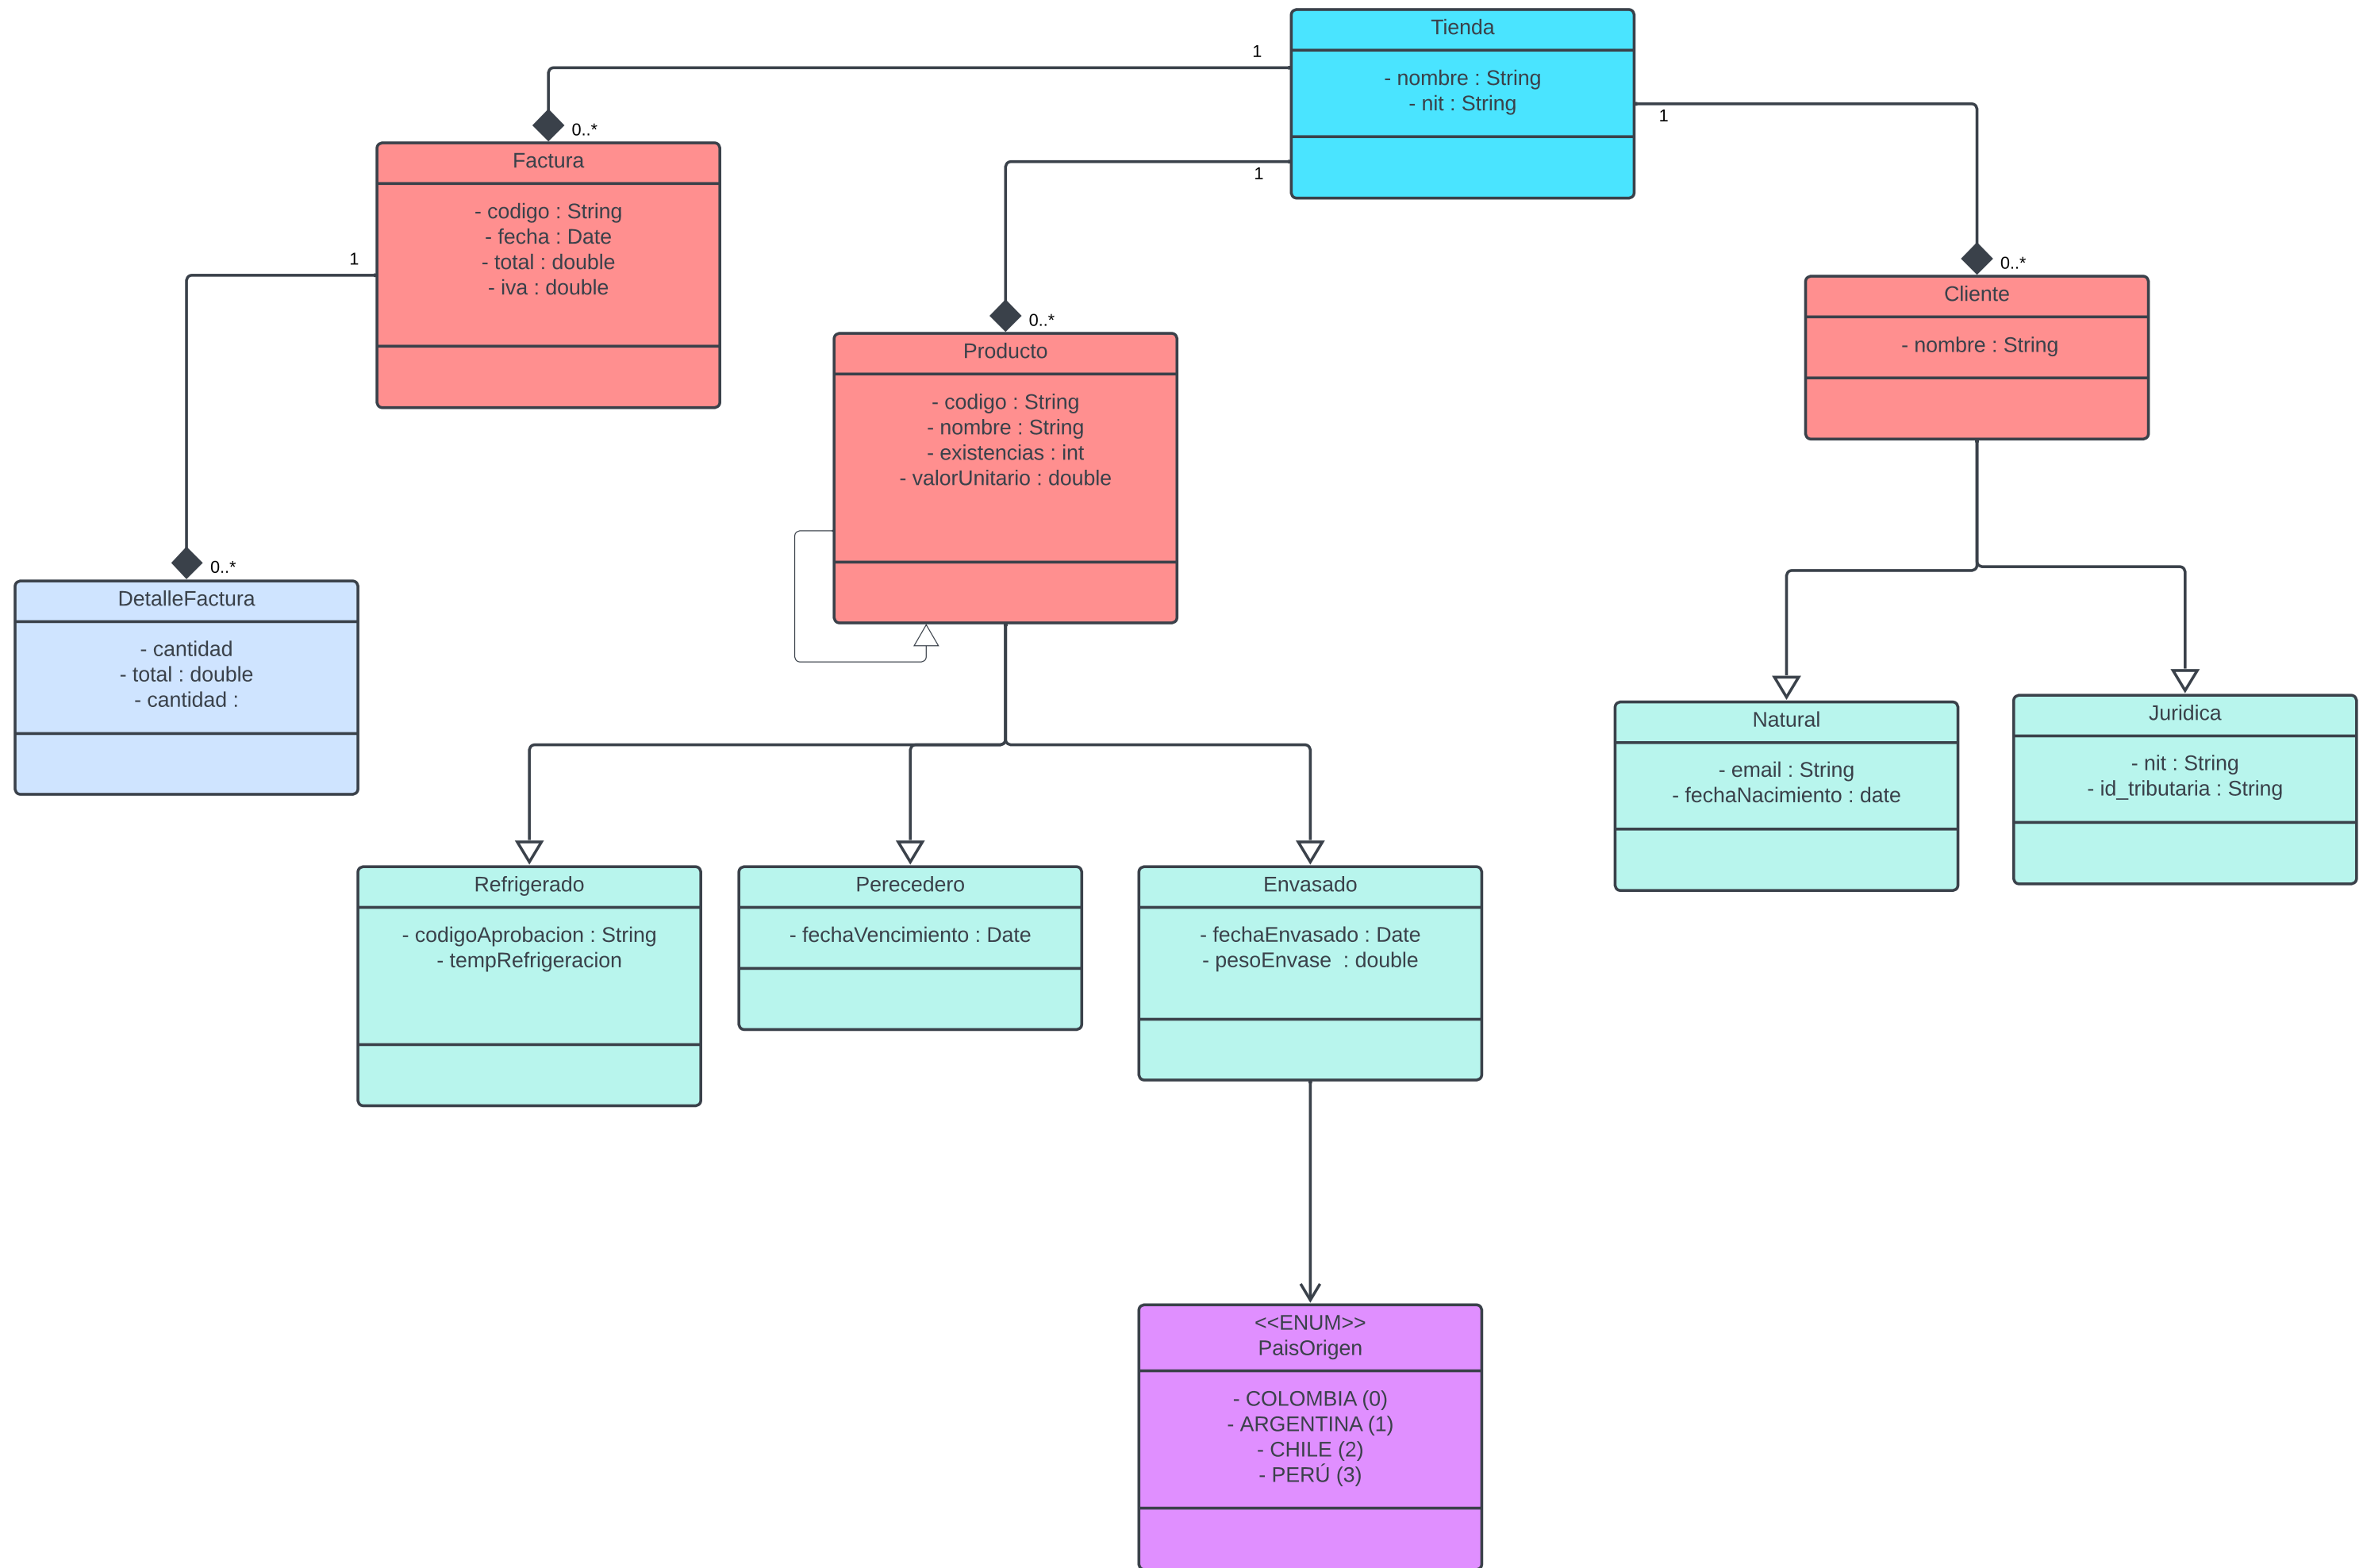 Tienda
- nombre : String
- nit : String
1
1
1
0..*
Factura
- codigo : String
- fecha : Date
- total : double
- iva : double
1
0..*
Producto
- codigo : String
- nombre : String
- existencias : int
- valorUnitario : double
0..*
Cliente
- nombre : String
0..*
DetalleFactura
- cantidad
- total : double
- cantidad :
Natural
- email : String
- fechaNacimiento : date
Juridica
- nit : String
- id_tributaria : String
Refrigerado
- codigoAprobacion : String
- tempRefrigeracion
Perecedero
- fechaVencimiento : Date
Envasado
- fechaEnvasado : Date
- pesoEnvase  : double
<<ENUM>>
PaisOrigen
- COLOMBIA (0)
- ARGENTINA (1)
- CHILE (2)
- PERÚ (3)